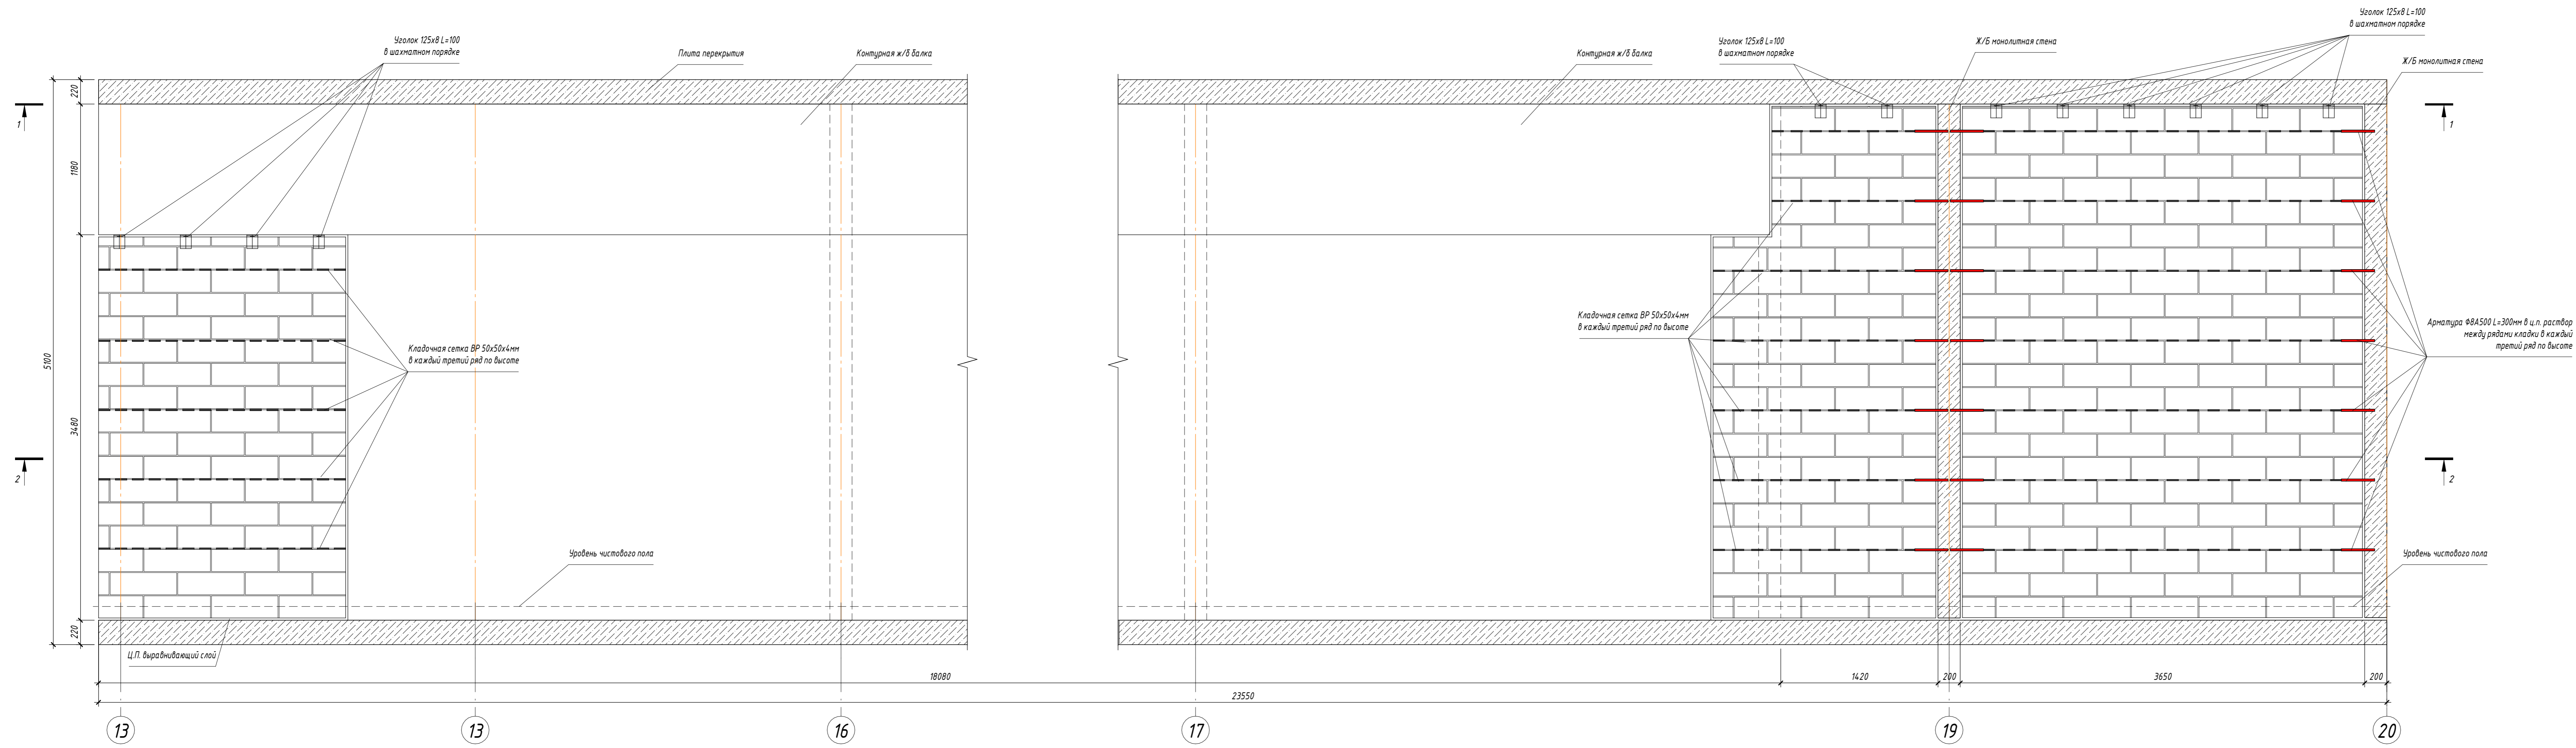 Уголок 125х8 L=100
в шахматном порядке
Плита перекрытия
Контурная ж/б балка
Контурная ж/б балка
Уголок 125х8 L=100
в шахматном порядке
Ж/Б монолитная стена
Уголок 125х8 L=100
в шахматном порядке
Ж/Б монолитная стена
220
1180
3480
220
5100
1
2
1
2
Кладочная сетка ВР 50х50х4мм
в каждый третий ряд по высоте
Кладочная сетка ВР 50х50х4мм
в каждый третий ряд по высоте
Арматура Ф8А500 L=300мм в ц.п. раствор
между рядами кладки в каждый
третий ряд по высоте
Уровень чистового пола
Уровень чистового пола
Ц.П. выравнивающий слой
18080
1420
200
3650
200
23550
13
13
16
17
19
20